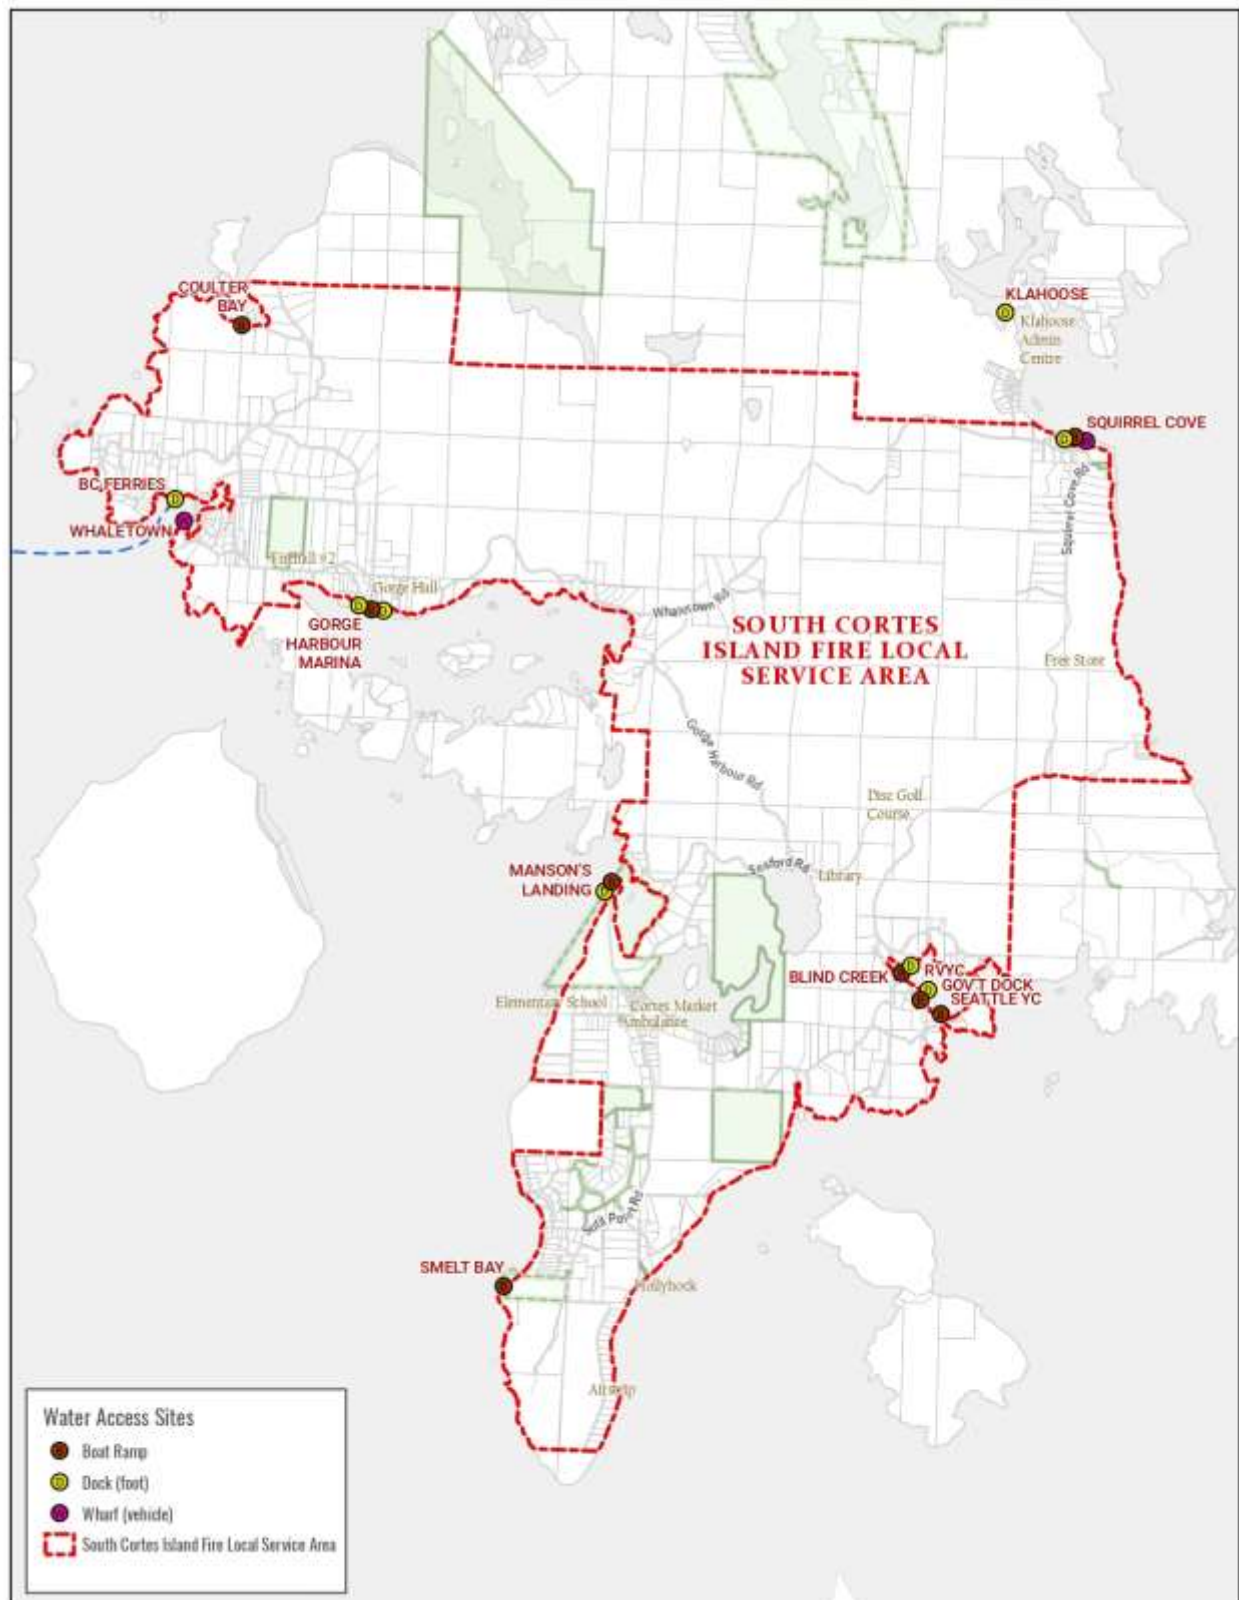 COULTER
BAY
KLAHOOSE
Klahoose
Admin
Centre
SQUIRREL COVE
Squirrel Cove Rd
BC FERRIES
WHALETOWN
Firehall #2
Gorge Hall
GORGE
HARBOUR
MARINA
Whaletown Rd
SOUTH CORTES
ISLAND FIRE LOCAL
SERVICE AREA
Free Store
Gorge Harbour Rd
Disc Golf
Course
Seaford Rd
Library
MANSON'S
LANDING
BLIND CREEK
RVYC
GOV'T DOCK
SEATTLE YC
Elementary School
Cortes Market
Ambulance
Sutil Point Rd
SMELT BAY
Hollyhock
Airstrip
Water Access Sites
Boat Ramp
D Dock (foot)
Wharf (vehicle)
South Cortes Island Fire Local Service Area